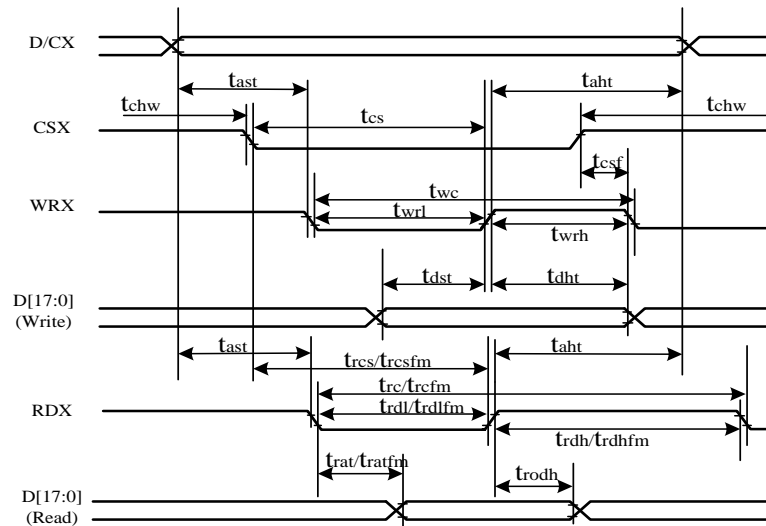 D/CX
tast taht
tchw tchw
CSX tcs
tcsf
twc
WRX twrl
twrh
tdst tdht
D[17:0]
(Write)
tast taht
trcs/trcsfm
trc/trcfm
RDX trdl/trdlfm
trdh/trdhfm
trat/tratfm trodh
D[17:0]
(Read)